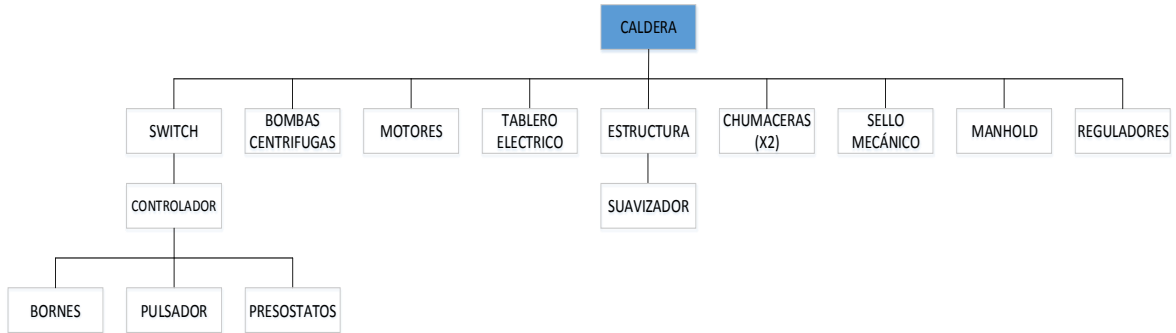 CALDERA
SWITCH
BOMBAS
CENTRIFUGAS
MOTORES
TABLERO
ELECTRICO
ESTRUCTURA
CHUMACERAS
(X2)
SELLO
MECÁNICO
MANHOLD
REGULADORES
CONTROLADOR
SUAVIZADOR
BORNES
PULSADOR
PRESOSTATOS